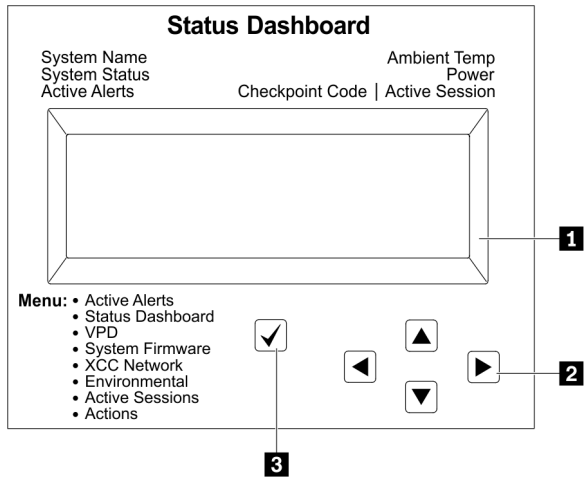 Status Dashboard
System Name
System Status
Active Alerts
Ambient Temp
Power
Checkpoint Code | Active Session
1
Menu: • Active Alerts
• Status Dashboard
• VPD
• System Firmware
• XCC Network
• Environmental
• Active Sessions
• Actions
2
3